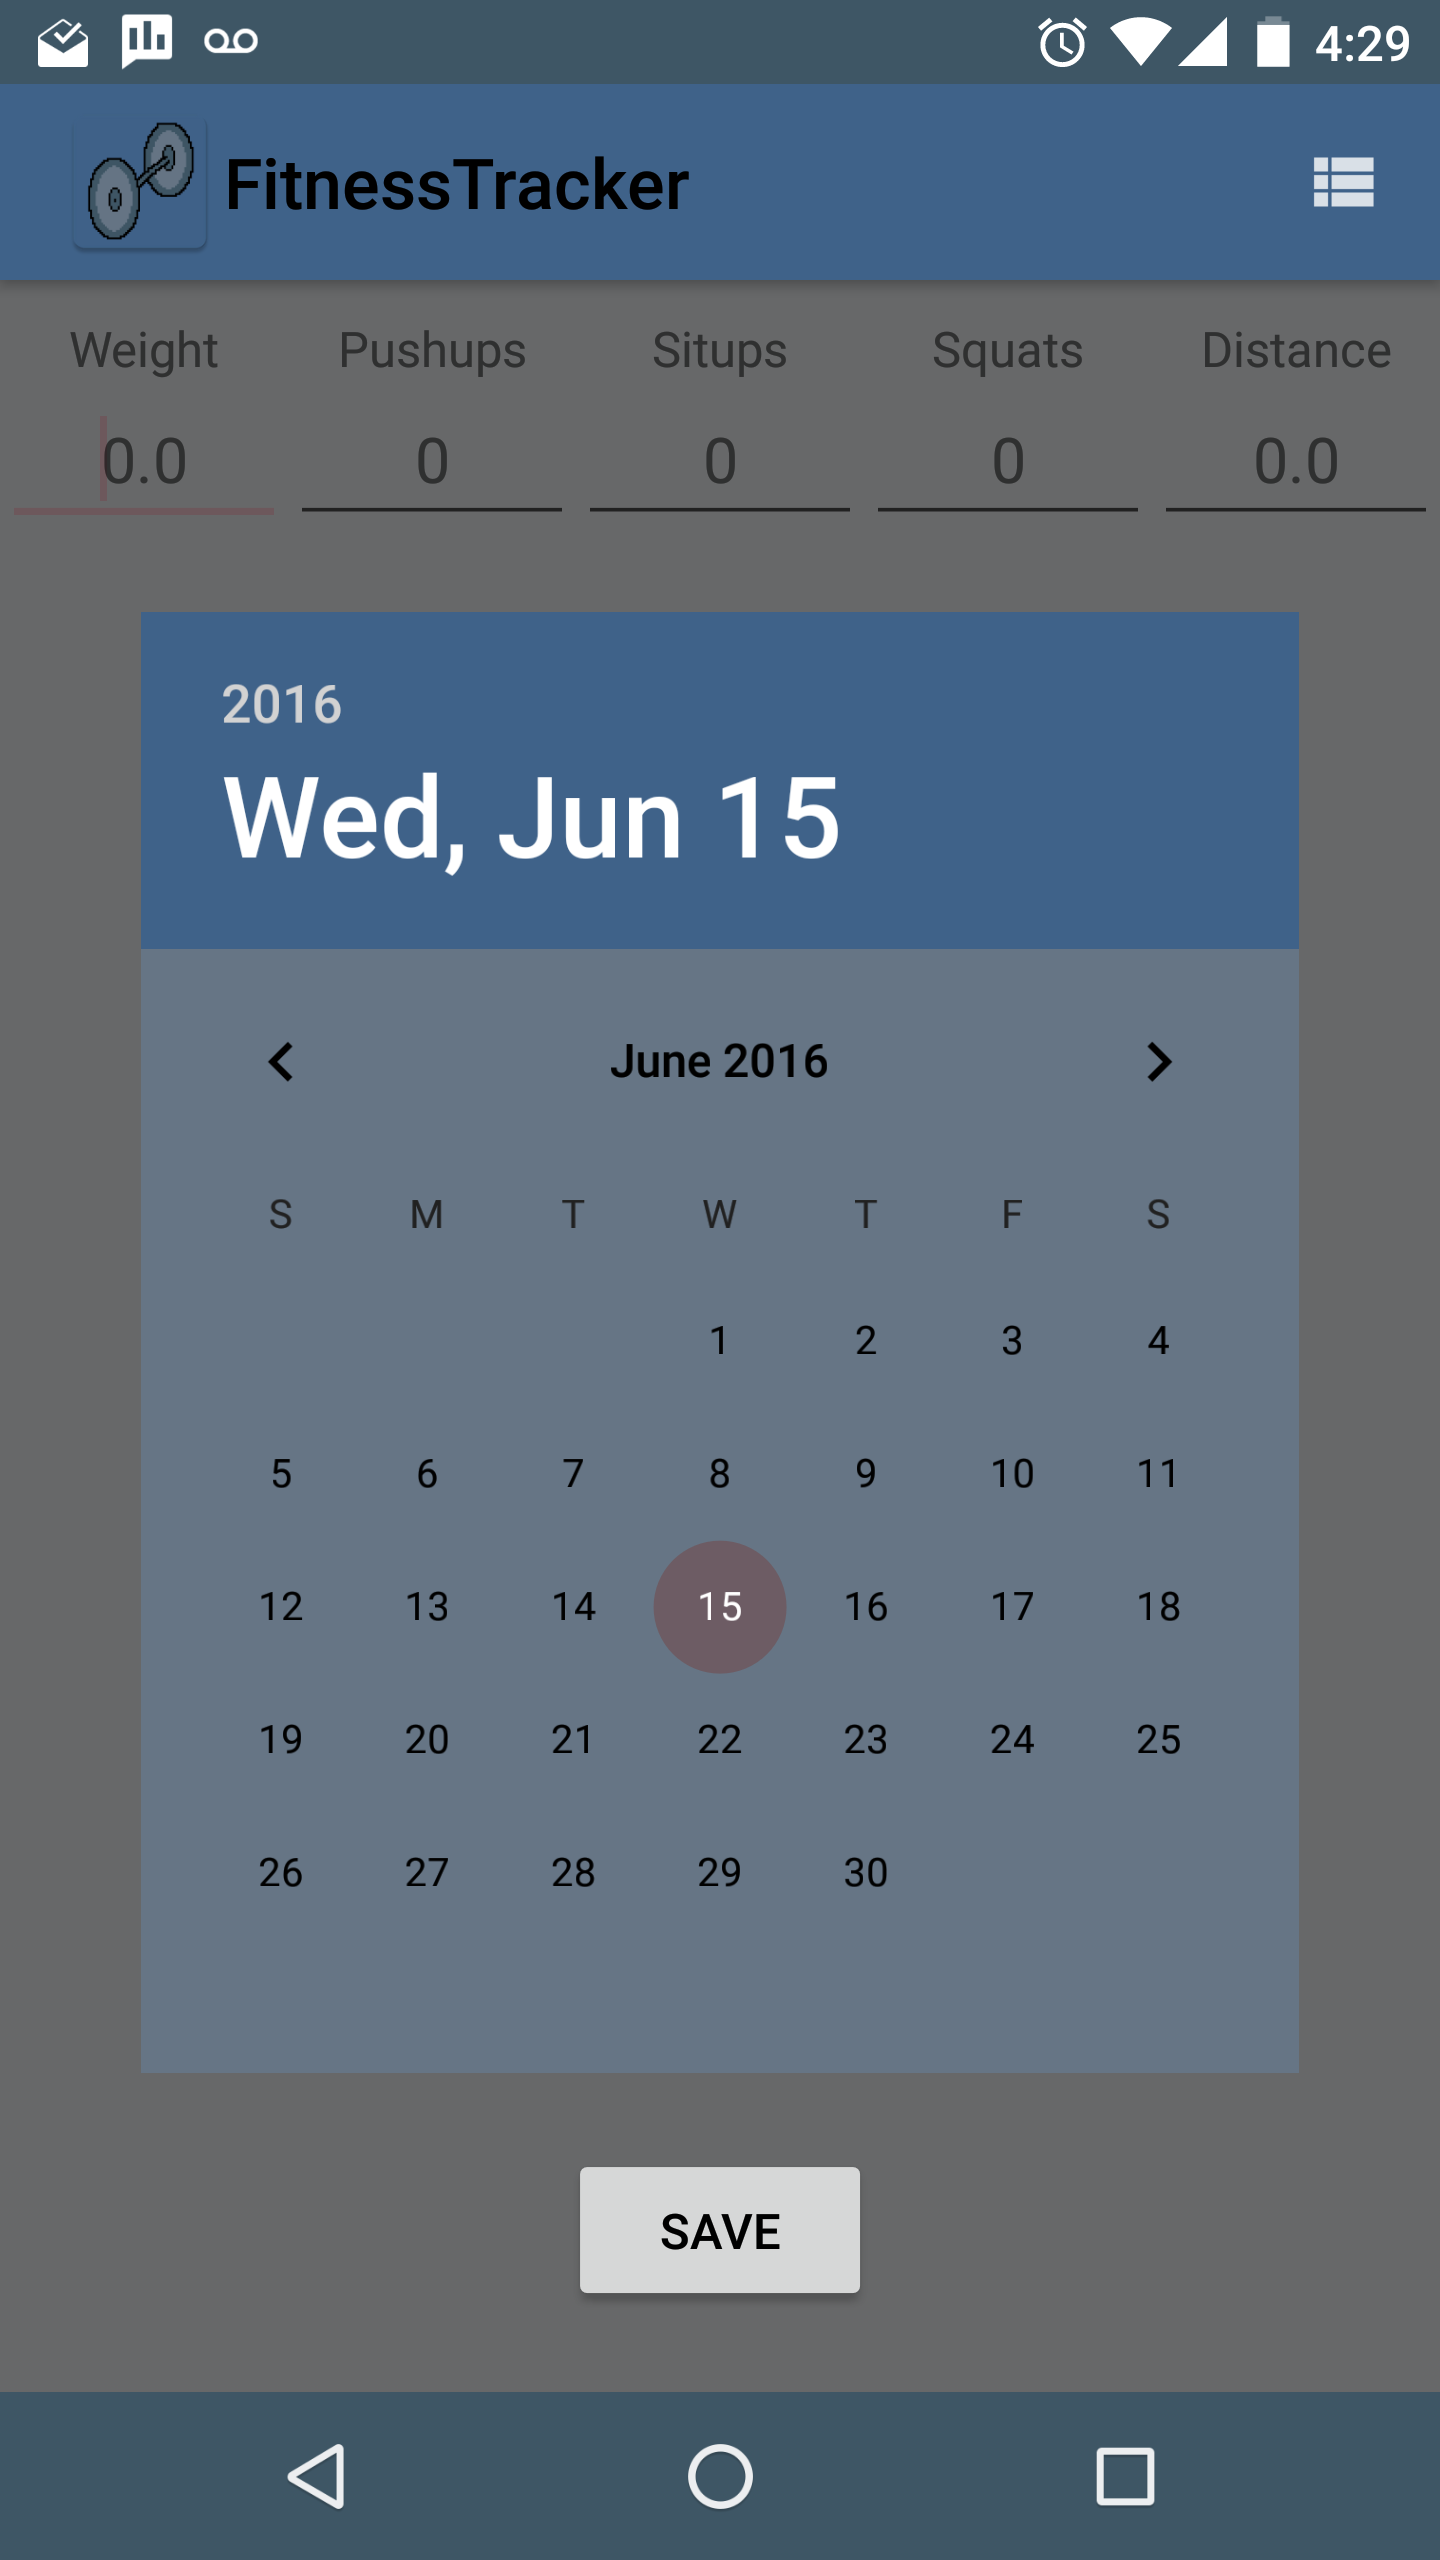 4:29
FitnessTracker
Weight Pushups Situps Squats Distance
0.0 0 0 0 0.0
2016
Wed, Jun 15
June 2016
S M T W T F S
1 2 3 4
5 6 7 8 9 10 11
12 13 14 15 16 17 18
19 20 21 22 23 24 25
26 27 28 29 30
SAVE